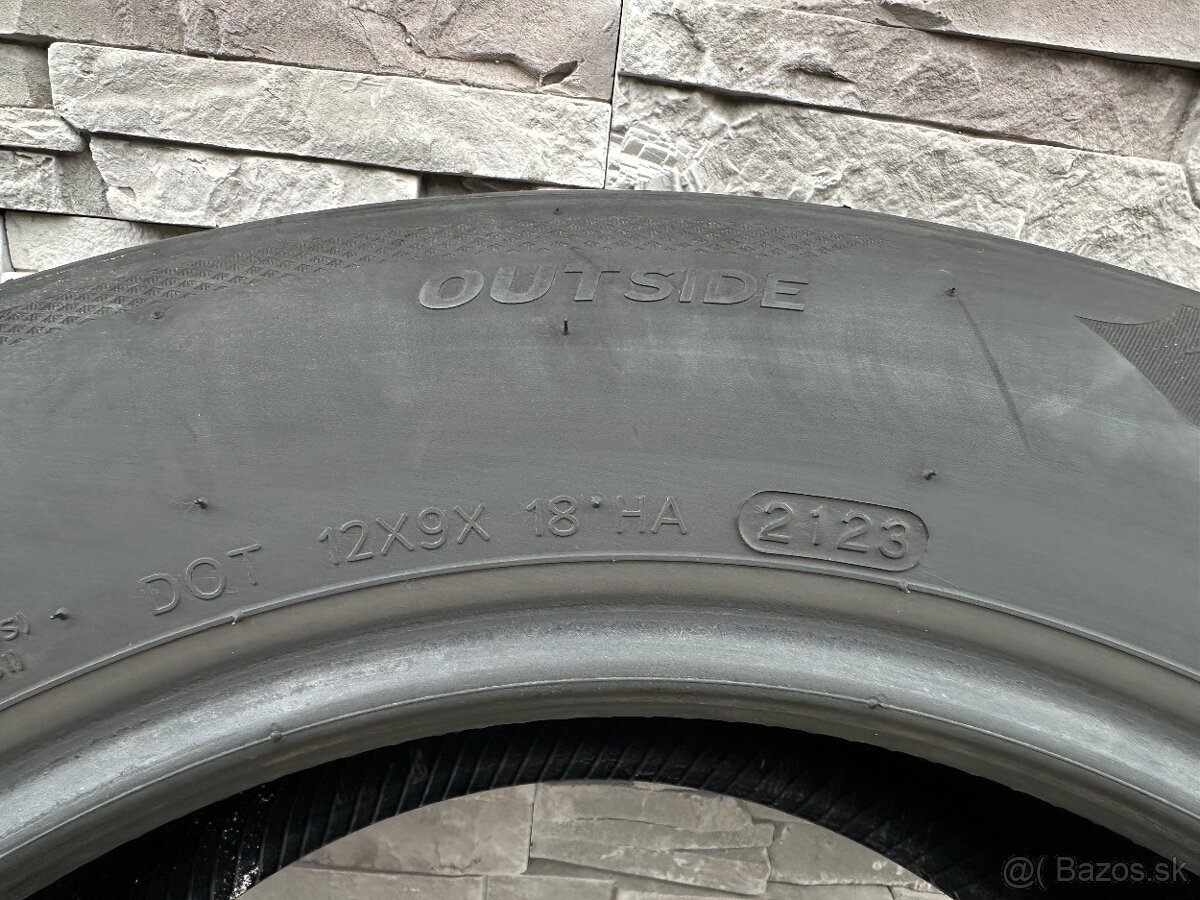 OUTSIDE
DOT 12X9X 18 HA 2123
S)
@( Bazos.sk